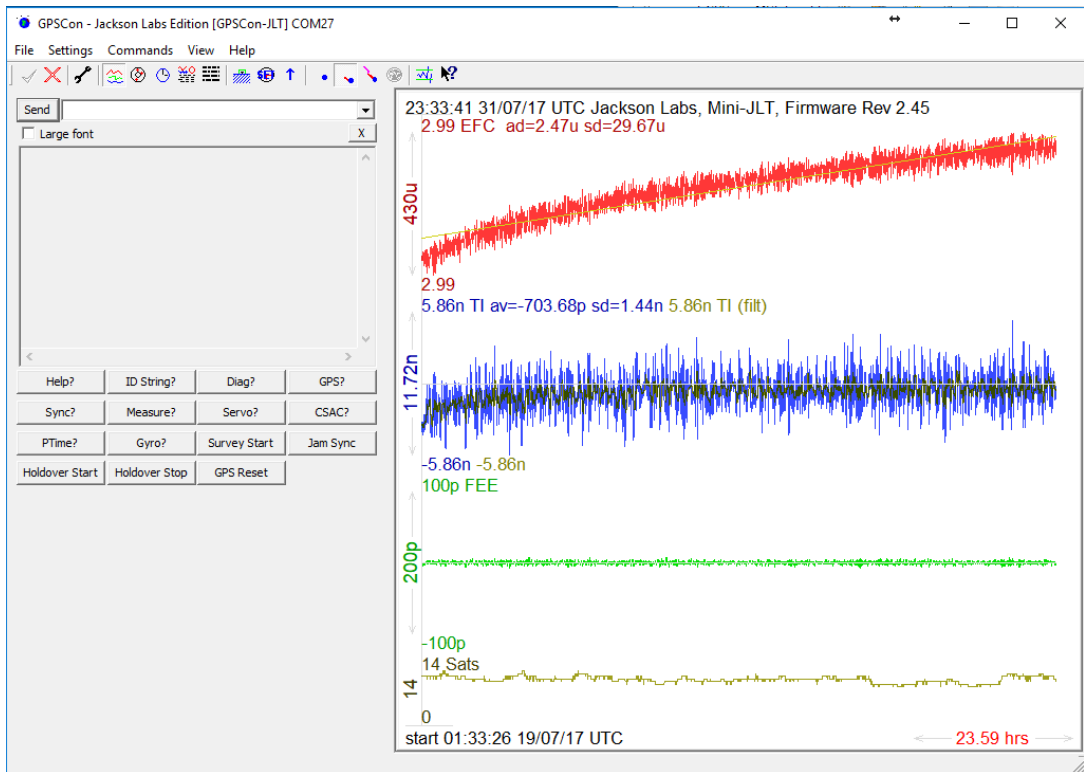 GPSCon - Jackson Labs Edition [GPSCon-JLT] COM27
File Settings Commands View Help
Send
Large font X
Help? ID String? Diag? GPS?
Sync? Measure? Servo? CSAC?
PTime? Gyro? Survey Start Jam Sync
Holdover Start Holdover Stop GPS Reset
23:33:41 31/07/17 UTC Jackson Labs, Mini-JLT, Firmware Rev 2.45
2.99 EFC ad=2.47u sd=29.67u
430u
2.99
5.86n TI av=-703.68p sd=1.44n 5.86n TI (filt)
11.72n
-5.86n -5.86n
100p FEE
200p
-100p
14 Sats
14
0
start 01:33:26 19/07/17 UTC
23.59 hrs